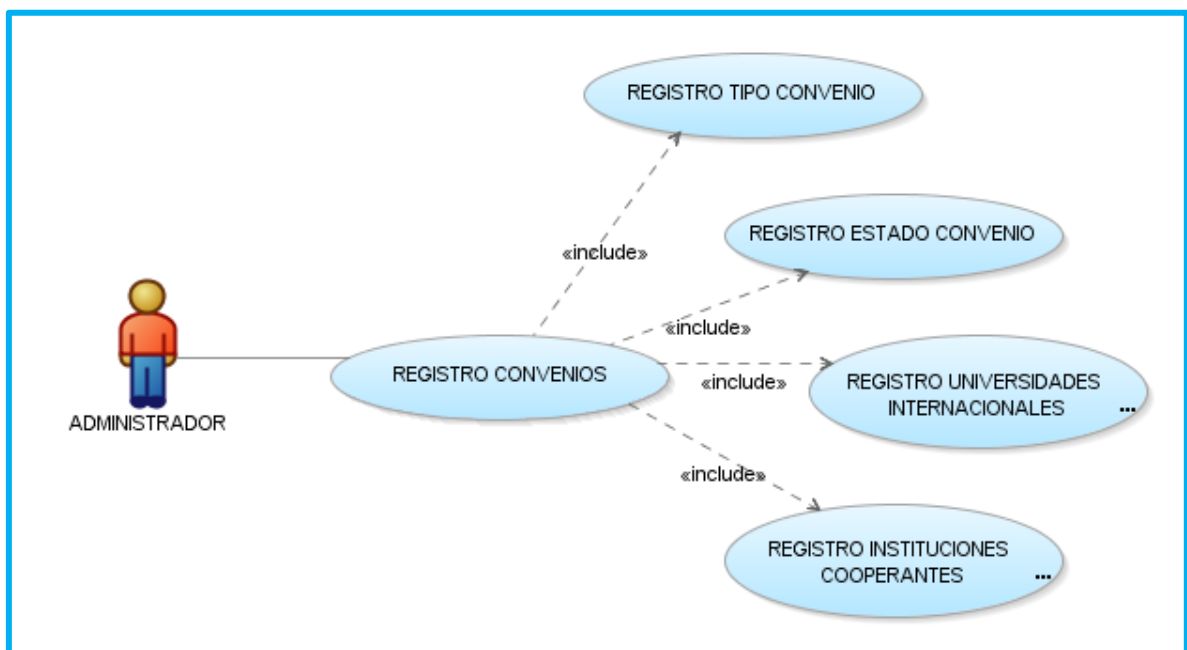 REGISTRO TIPO CONVENIO
REGISTRO ESTADO CONVENIO
«include»
«include»
REGISTRO CONVENIOS
«include»
REGISTRO UNIVERSIDADES
INTERNACIONALES
...
ADMINISTRADOR
«include»
REGISTRO INSTITUCIONES
COOPERANTES
...